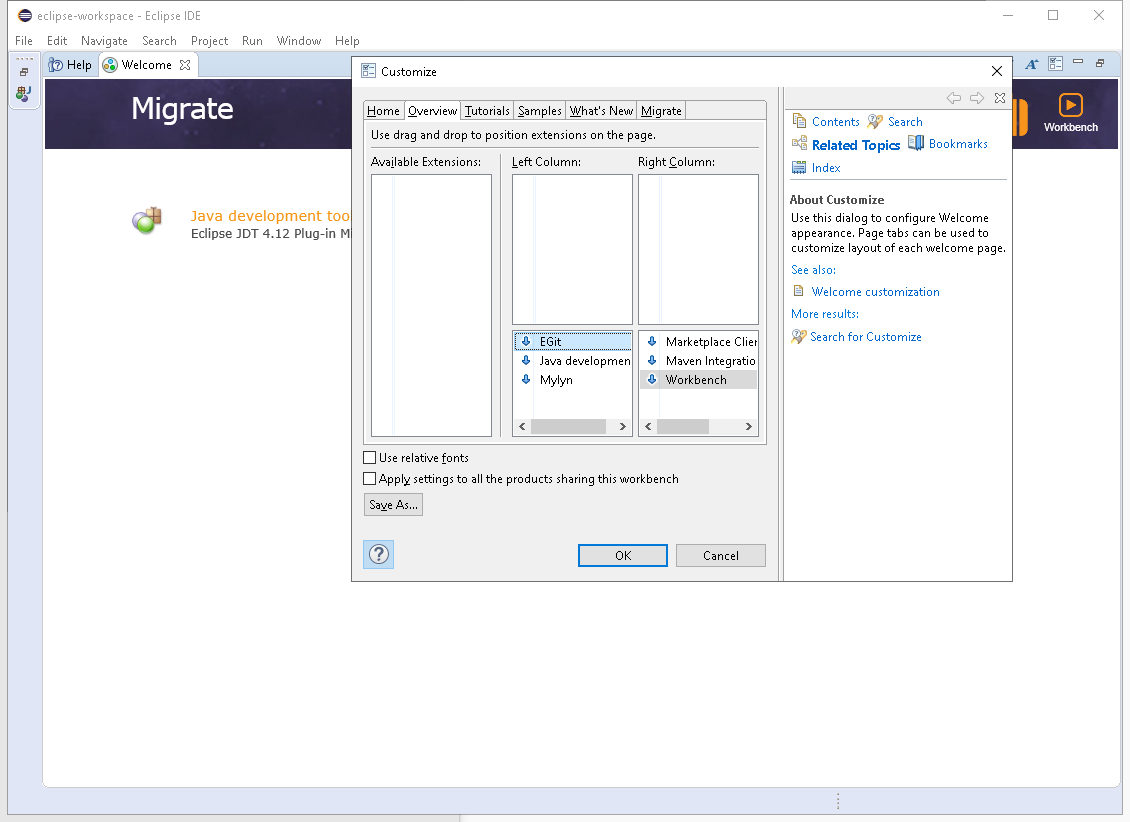 eclipse-workspace - Eclipse IDE
File Edit Navigate Search Project Run Window Help
Help Welcome
Migrate
Workbench
Java development too
Eclipse JDT 4.12 Plug-in Mi
Customize
Home Overview Tutorials Samples What's New Migrate
Use drag and drop to position extensions on the page.
Available Extensions: Left Column: Right Column:
EGit
Java developmen
Mylyn
Marketplace Clier
Maven Integratio
Workbench
Use relative fonts
Apply settings to all the products sharing this workbench
Save As...
OK Cancel
Contents Search
Related Topics Bookmarks
Index
About Customize
Use this dialog to configure Welcome
appearance. Page tabs can be used to
customize layout of each welcome page.
See also:
Welcome customization
More results:
Search for Customize